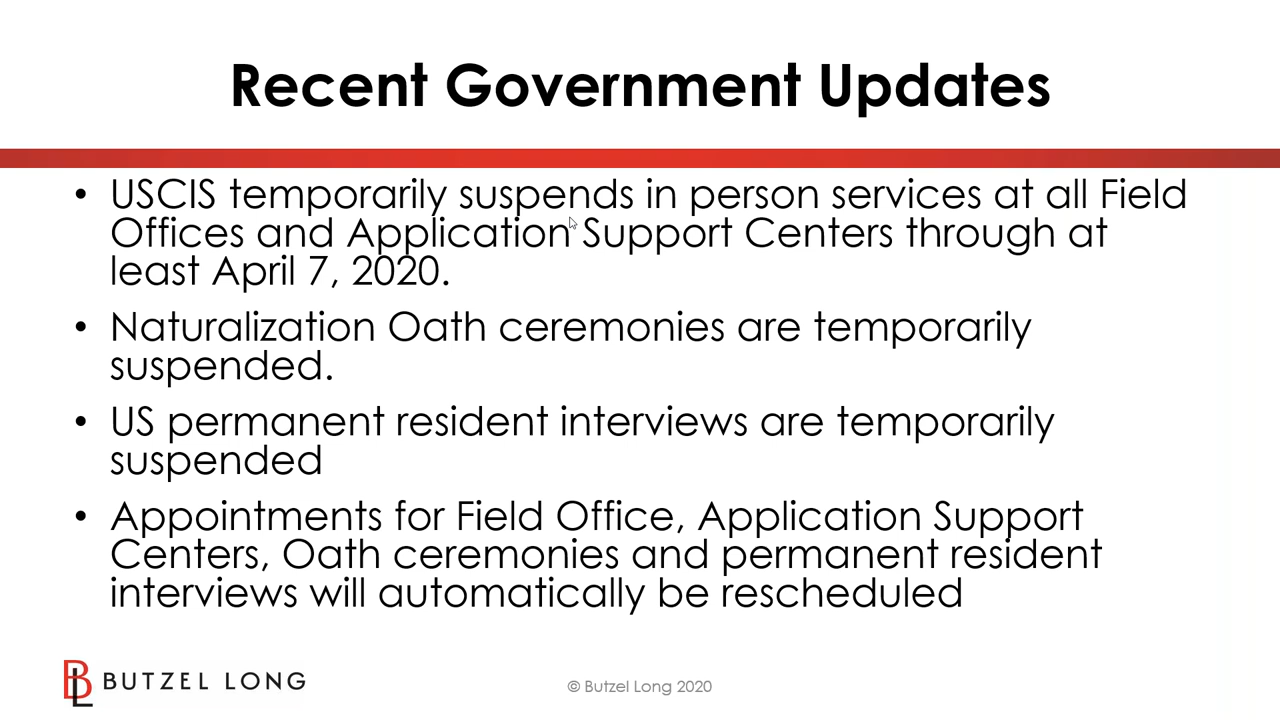 Recent Government Updates
• USCIS temporarily suspends in person services at all Field
Offices and Application Support Centers through at
least April 7, 2020.
• Naturalization Oath ceremonies are temporarily
suspended.
• US permanent resident interviews are temporarily
suspended
• Appointments for Field Office, Application Support
Centers, Oath ceremonies and permanent resident
interviews will automatically be rescheduled
BL BUTZEL LONG
© Butzel Long 2020